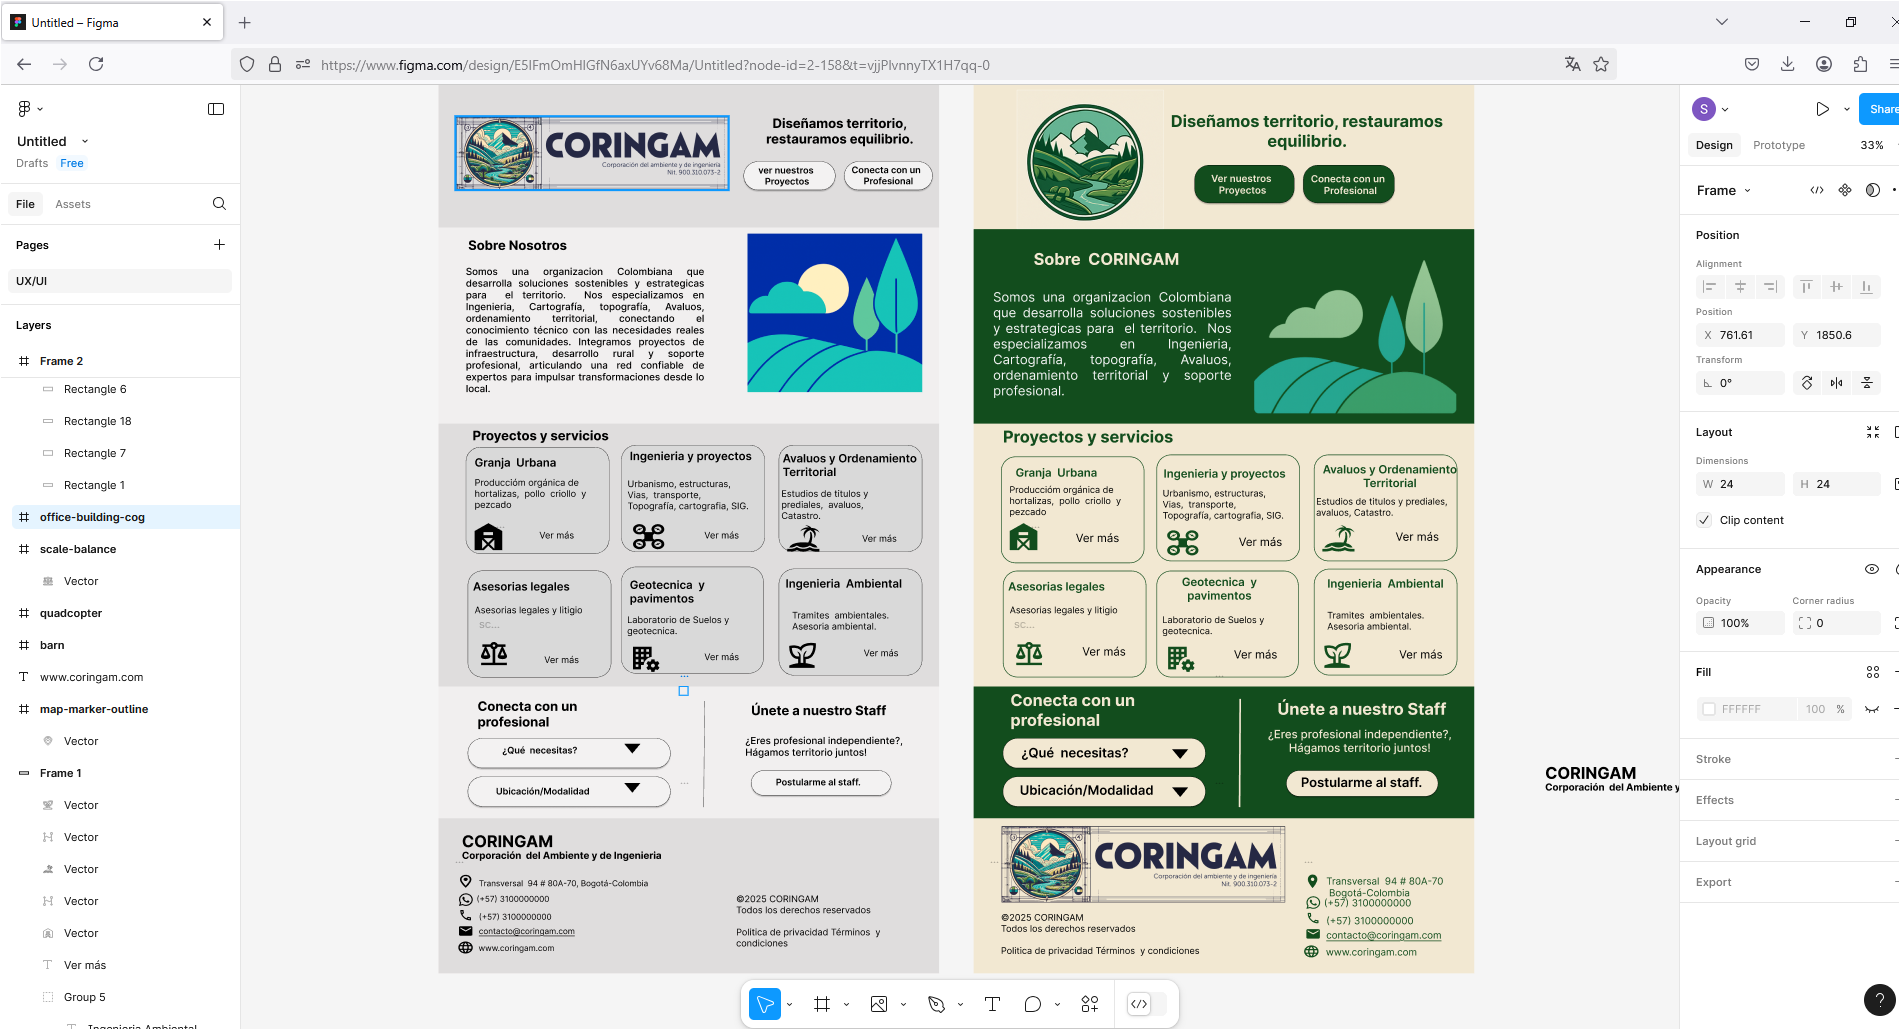 Untitled – Figma
https://www.figma.com/design/E5IFmOmHIGfN6axUYv68Ma/Untitled?node-id=2-158&t=vjjPIvnnyTX1H7qq-0
Untitled
Drafts Free
File Assets
Pages
UX/UI
Layers
Frame 2
Rectangle 6
Rectangle 18
Rectangle 7
Rectangle 1
office-building-cog
scale-balance
Vector
quadcopter
barn
www.coringam.com
map-marker-outline
Vector
Frame 1
Vector
Vector
Vector
Vector
Vector
Ver más
Group 5
Ingenieria Ambiental
CORINGAM
Corporación del ambiente y de ingeniería
Nit. 900.310.073-2
Diseñamos territorio,
restauramos equilibrio.
ver nuestros
Proyectos
Conecta con un
Profesional
Sobre Nosotros
Somos una organizacion Colombiana que
desarrolla soluciones sostenibles y estrategicas
para el territorio. Nos especializamos en
Ingenieria, Cartografía, topografía, Avaluos,
ordenamiento territorial, conectando el
conocimiento técnico con las necesidades reales
de las comunidades. Integramos proyectos de
infraestructura, desarrollo rural y soporte
profesional, articulando una red confiable de
expertos para impulsar transformaciones desde lo
local.
Proyectos y servicios
Granja Urbana
Produccióm orgánica de
hortalizas, pollo criollo y
pezcado
Ver más
Ingenieria y proyectos
Urbanismo, estructuras,
Vias, transporte,
Topografía, cartografia, SIG.
Ver más
Avaluos y Ordenamiento
Territorial
Estudios de titulos y
prediales, avaluos,
Catastro.
Ver más
Asesorias legales
Asesorias legales y litigio
sc...
Ver más
Geotecnica y
pavimentos
Laboratorio de Suelos y
geotecnica.
Ver más
Ingenieria Ambiental
Tramites ambientales.
Asesoria ambiental.
Ver más
Conecta con un
profesional
¿Qué necesitas?
Ubicación/Modalidad
Únete a nuestro Staff
¿Eres profesional independiente?,
Hágamos territorio juntos!
Postularme al staff.
CORINGAM
Corporación del Ambiente y de Ingenieria
Transversal 94 # 80A-70, Bogotá-Colombia
(+57) 3100000000
(+57) 3100000000
contacto@coringam.com
www.coringam.com
©2025 CORINGAM
Todos los derechos reservados
Politica de privacidad Términos y
condiciones
Diseñamos territorio, restauramos
equilibrio.
Ver nuestros
Proyectos
Conecta con un
Profesional
Sobre CORINGAM
Somos una organizacion Colombiana
que desarrolla soluciones sostenibles
y estrategicas para el territorio. Nos
especializamos en Ingenieria,
Cartografía, topografía, Avaluos,
ordenamiento territorial y soporte
profesional.
Proyectos y servicios
Granja Urbana
Produccióm orgánica de
hortalizas, pollo criollo y
pezcado
Ver más
Ingenieria y proyectos
Urbanismo, estructuras,
Vias, transporte,
Topografía, cartografia, SIG.
Ver más
Avaluos y Ordenamiento
Territorial
Estudios de titulos y prediales,
avaluos, Catastro.
Ver más
Asesorias legales
Asesorias legales y litigio
sc...
Ver más
Geotecnica y
pavimentos
Laboratorio de Suelos y
geotecnica.
Ver más
Ingenieria Ambiental
Tramites ambientales.
Asesoria ambiental.
Ver más
Conecta con un
profesional
¿Qué necesitas?
Ubicación/Modalidad
Únete a nuestro Staff
¿Eres profesional independiente?,
Hágamos territorio juntos!
Postularme al staff.
CORINGAM
Corporación del ambiente y de ingeniería
Nit. 900.310.073-2
©2025 CORINGAM
Todos los derechos reservados
Politica de privacidad Términos y condiciones
Transversal 94 # 80A-70
Bogotá-Colombia
(+57) 3100000000
(+57) 3100000000
contacto@coringam.com
www.coringam.com
CORINGAM
Corporación del Ambiente y
S
Share
Design Prototype 33%
Frame
Position
Alignment
Position
X 761.61 Y 1850.6
Transform
0°
Layout
Dimensions
W 24 H 24
Clip content
Appearance
Opacity Corner radius
100% 0
Fill
FFFFFF 100 %
Stroke
Effects
Layout grid
Export
?